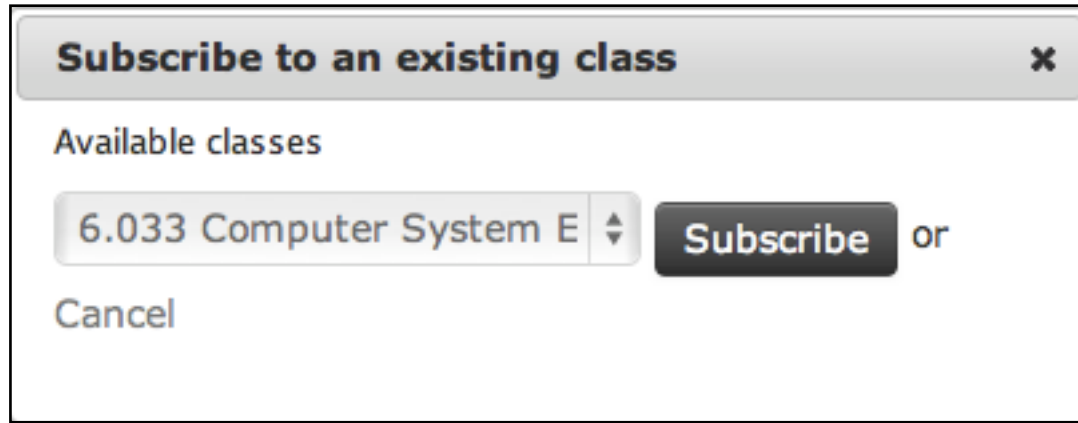 Subscribe to an existing class
Available classes
6.033 Computer System E Subscribe or
Cancel